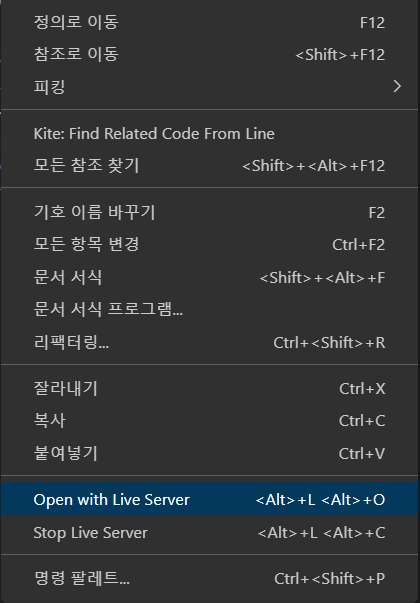 정의로 이동 F12
참조로 이동 <Shift>+F12
피킹
Kite: Find Related Code From Line
모든 참조 찾기 <Shift>+<Alt>+F12
기호 이름 바꾸기 F2
모든 항목 변경 Ctrl+F2
문서 서식 <Shift>+<Alt>+F
문서 서식 프로그램...
리팩터링... Ctrl+<Shift>+R
잘라내기 Ctrl+X
복사 Ctrl+C
붙여넣기 Ctrl+V
Open with Live Server <Alt>+L <Alt>+O
Stop Live Server <Alt>+L <Alt>+C
명령 팔레트... Ctrl+<Shift>+P